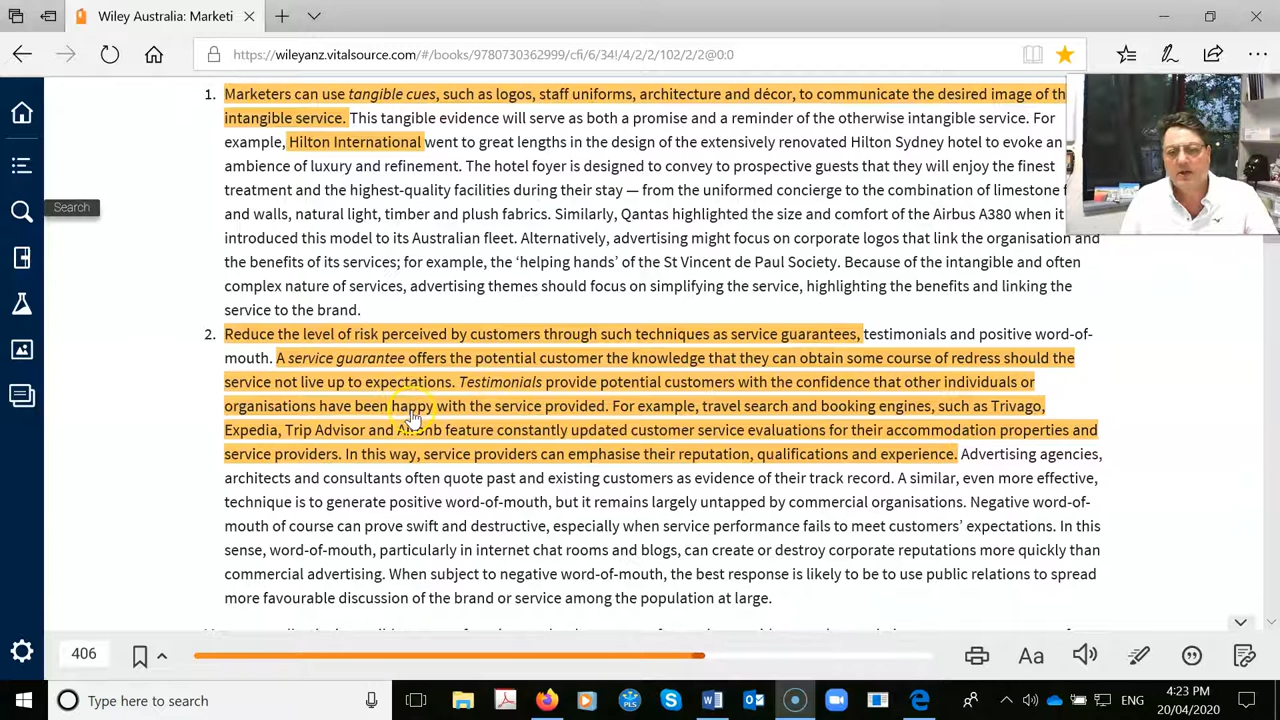 Wiley Australia: Marketi
https://wileyanz.vitalsource.com/#/books/9780730362999/cfi/6/34!/4/2/2/102/2/2@0:0
1. Marketers can use tangible cues, such as logos, staff uniforms, architecture and décor, to communicate the desired image of th
intangible service. This tangible evidence will serve as both a promise and a reminder of the otherwise intangible service. For
example, Hilton International went to great lengths in the design of the extensively renovated Hilton Sydney hotel to evoke an
ambience of luxury and refinement. The hotel foyer is designed to convey to prospective guests that they will enjoy the finest
treatment and the highest-quality facilities during their stay — from the uniformed concierge to the combination of limestone f
Search
and walls, natural light, timber and plush fabrics. Similarly, Qantas highlighted the size and comfort of the Airbus A380 when it
introduced this model to its Australian fleet. Alternatively, advertising might focus on corporate logos that link the organisation and
the benefits of its services; for example, the ‘helping hands’ of the St Vincent de Paul Society. Because of the intangible and often
complex nature of services, advertising themes should focus on simplifying the service, highlighting the benefits and linking the
service to the brand.
2. Reduce the level of risk perceived by customers through such techniques as service guarantees, testimonials and positive word-of-
mouth. A service guarantee offers the potential customer the knowledge that they can obtain some course of redress should the
service not live up to expectations. Testimonials provide potential customers with the confidence that other individuals or
organisations have been happy with the service provided. For example, travel search and booking engines, such as Trivago,
Expedia, Trip Advisor and Airbnb feature constantly updated customer service evaluations for their accommodation properties and
service providers. In this way, service providers can emphasise their reputation, qualifications and experience. Advertising agencies,
architects and consultants often quote past and existing customers as evidence of their track record. A similar, even more effective,
technique is to generate positive word-of-mouth, but it remains largely untapped by commercial organisations. Negative word-of-
mouth of course can prove swift and destructive, especially when service performance fails to meet customers’ expectations. In this
sense, word-of-mouth, particularly in internet chat rooms and blogs, can create or destroy corporate reputations more quickly than
commercial advertising. When subject to negative word-of-mouth, the best response is likely to be to use public relations to spread
more favourable discussion of the brand or service among the population at large.
406
Aa
Type here to search
PLS
ENG
4:23 PM
20/04/2020